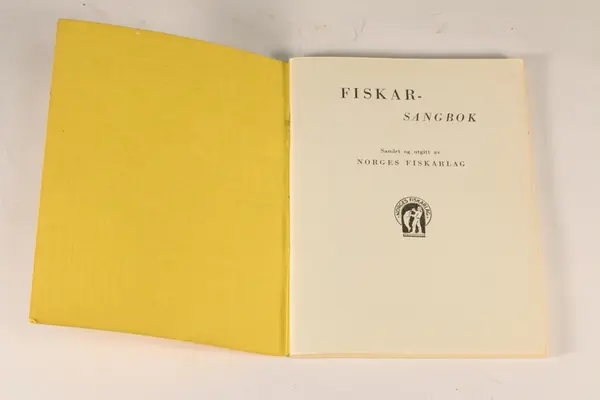 FISKAR-
SANGBOK
Samlet og utgitt av
NORGES FISKARLAG
NORGES FISKARLAG